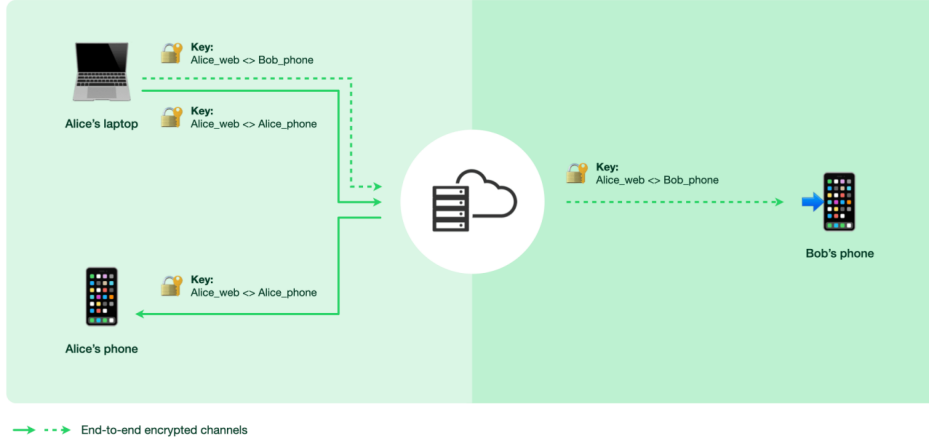 Key:
Alice_web <> Bob_phone
Alice's laptop
Key:
Alice_web <> Alice_phone
Key:
Alice_web <> Bob_phone
Bob's phone
Key:
Alice_web <> Alice_phone
Alice's phone
End-to-end encrypted channels